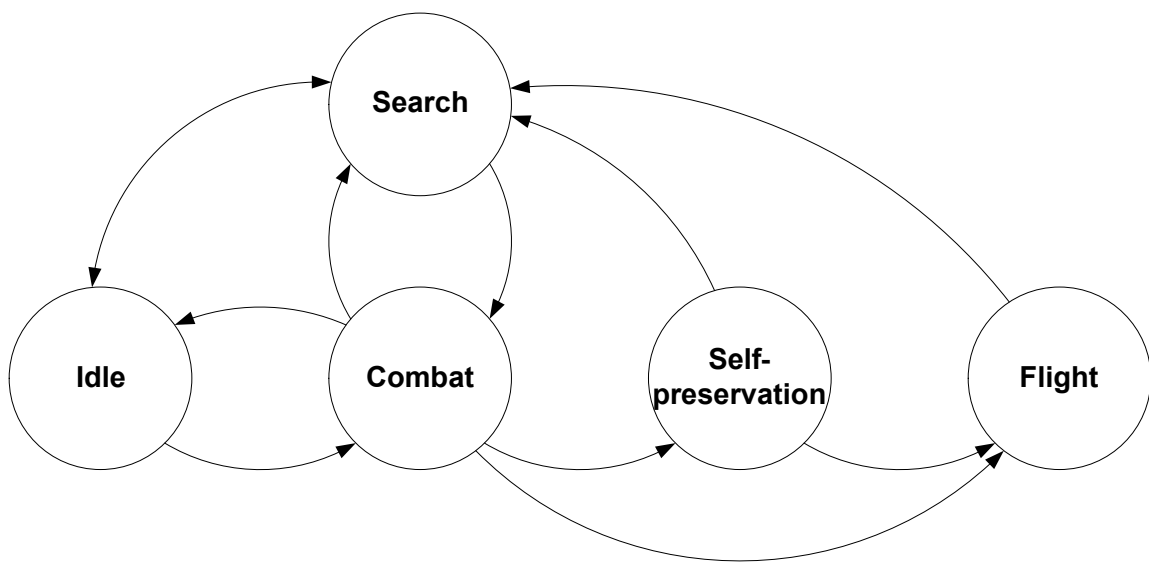 Search
Idle
Combat
Self-
preservation
Flight